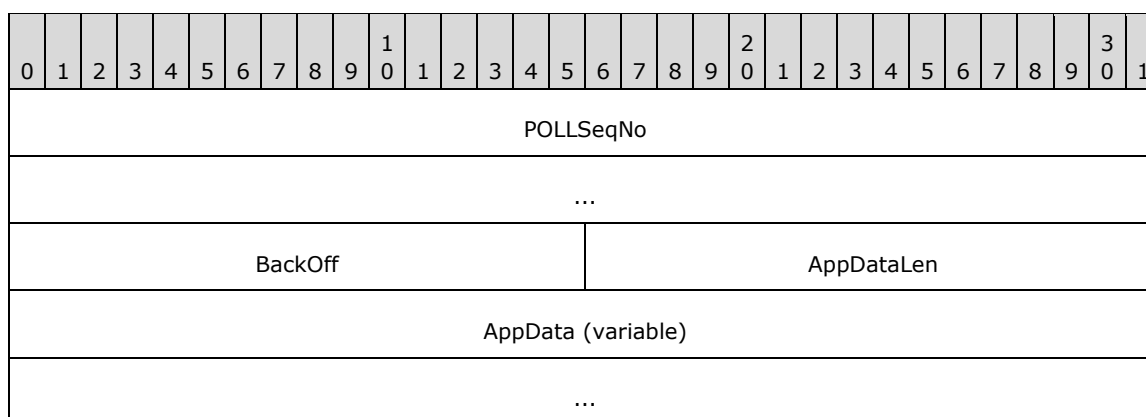 1 2 3
0 1 2 3 4 5 6 7 8 9 0 1 2 3 4 5 6 7 8 9 0 1 2 3 4 5 6 7 8 9 0 1
POLLSeqNo
...
BackOff AppDataLen
AppData (variable)
...